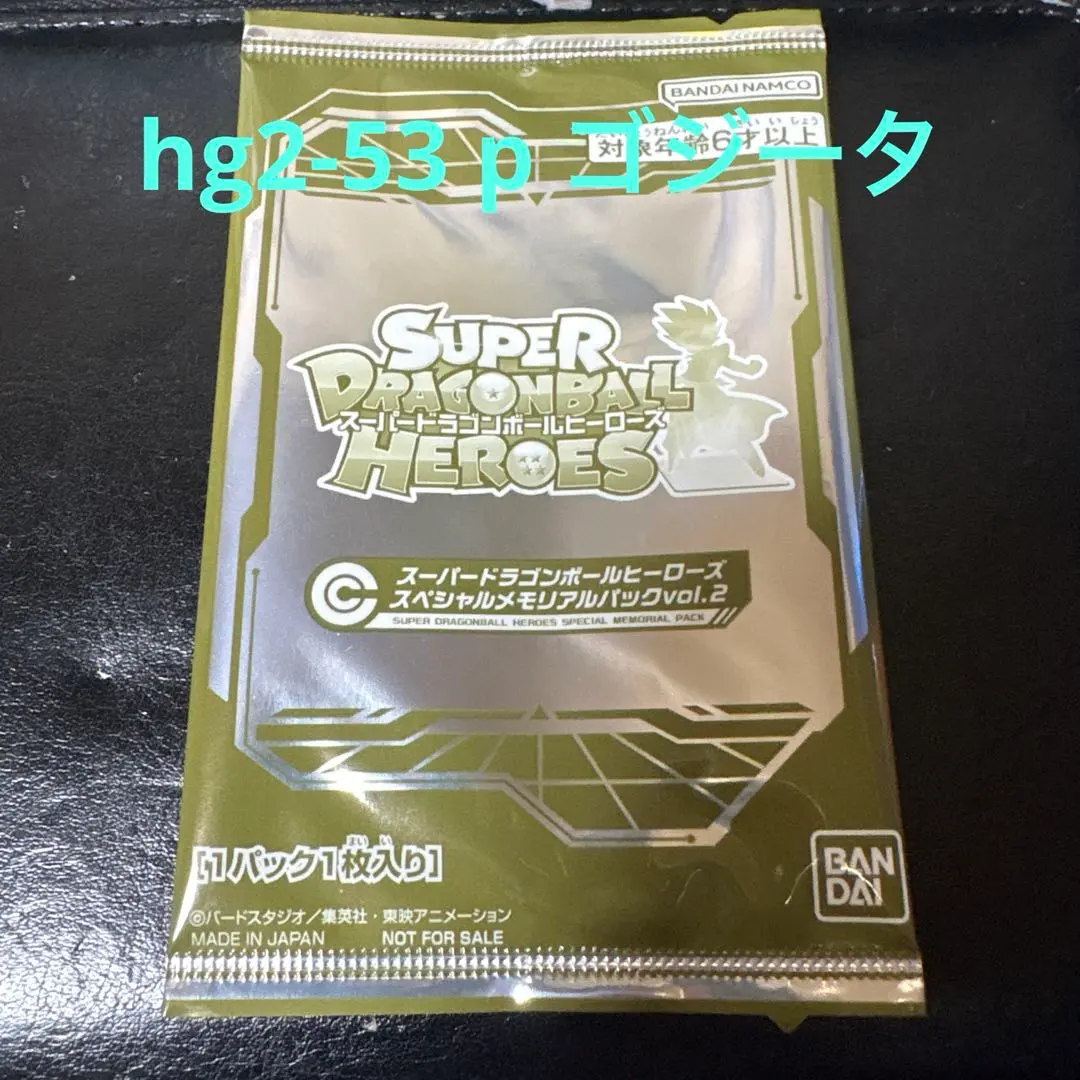 BANDAI NAMCO
対象年齢6才以上
hg2-53 p ゴジータ
SUPER
DRAGONBALL
スーパードラゴンボールヒーローズ
HEROES
スーパードラゴンボールヒーローズ
スペシャルメモリアルパックvol.2
SUPER DRAGONBALL HEROES SPECIAL MEMORIAL PACK
[1パック1枚入り]
©バードスタジオ/集英社・東映アニメーション
MADE IN JAPAN NOT FOR SALE
BAN
DAI